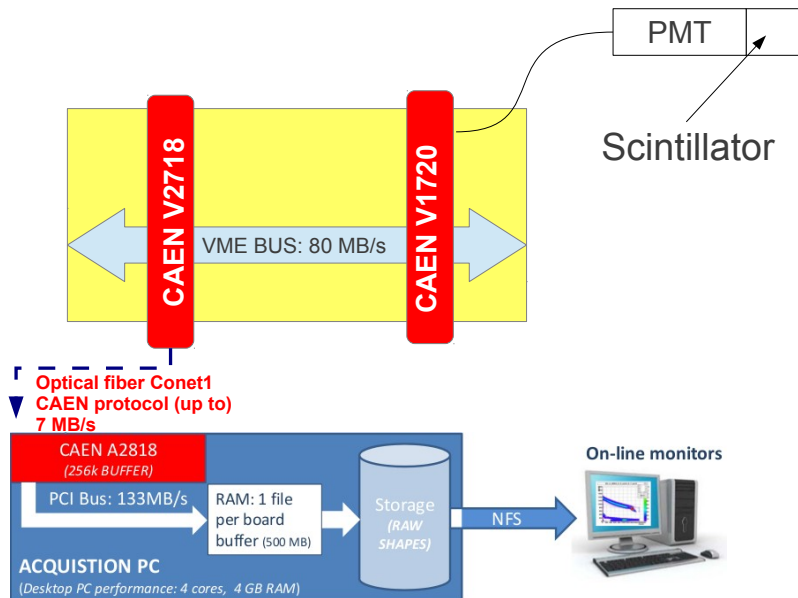 PMT
Scintillator
CAEN V2718
CAEN V1720
VME BUS: 80 MB/s
Optical fiber Conet1
CAEN protocol (up to)
7 MB/s
CAEN A2818
(256k BUFFER)
PCI Bus: 133MB/s
RAM: 1 file
per board
buffer (500 MB)
Storage
(RAW
SHAPES)
NFS
On-line monitors
ACQUISTION PC
(Desktop PC performance: 4 cores, 4 GB RAM)